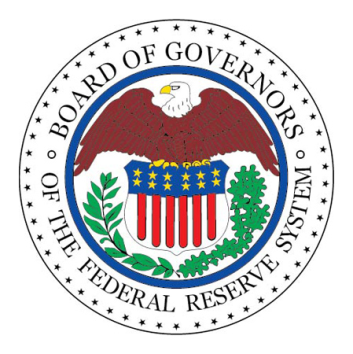 BOARD OF GOVERNORS
OF THE FEDERAL RESERVE SYSTEM